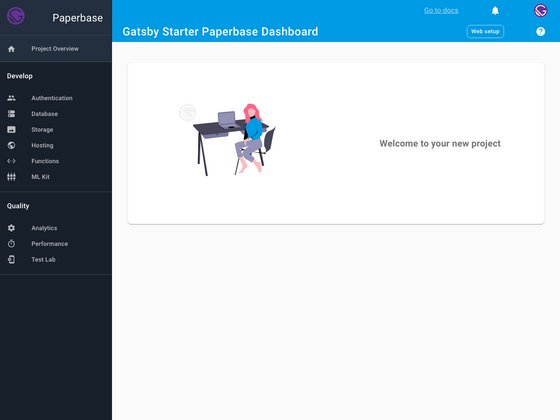 Paperbase
Go to docs
Project Overview
Gatsby Starter Paperbase Dashboard
Web setup
?
Develop
Authentication
Database
Storage
Hosting
Functions
ML Kit
Welcome to your new project
Quality
Analytics
Performance
Test Lab